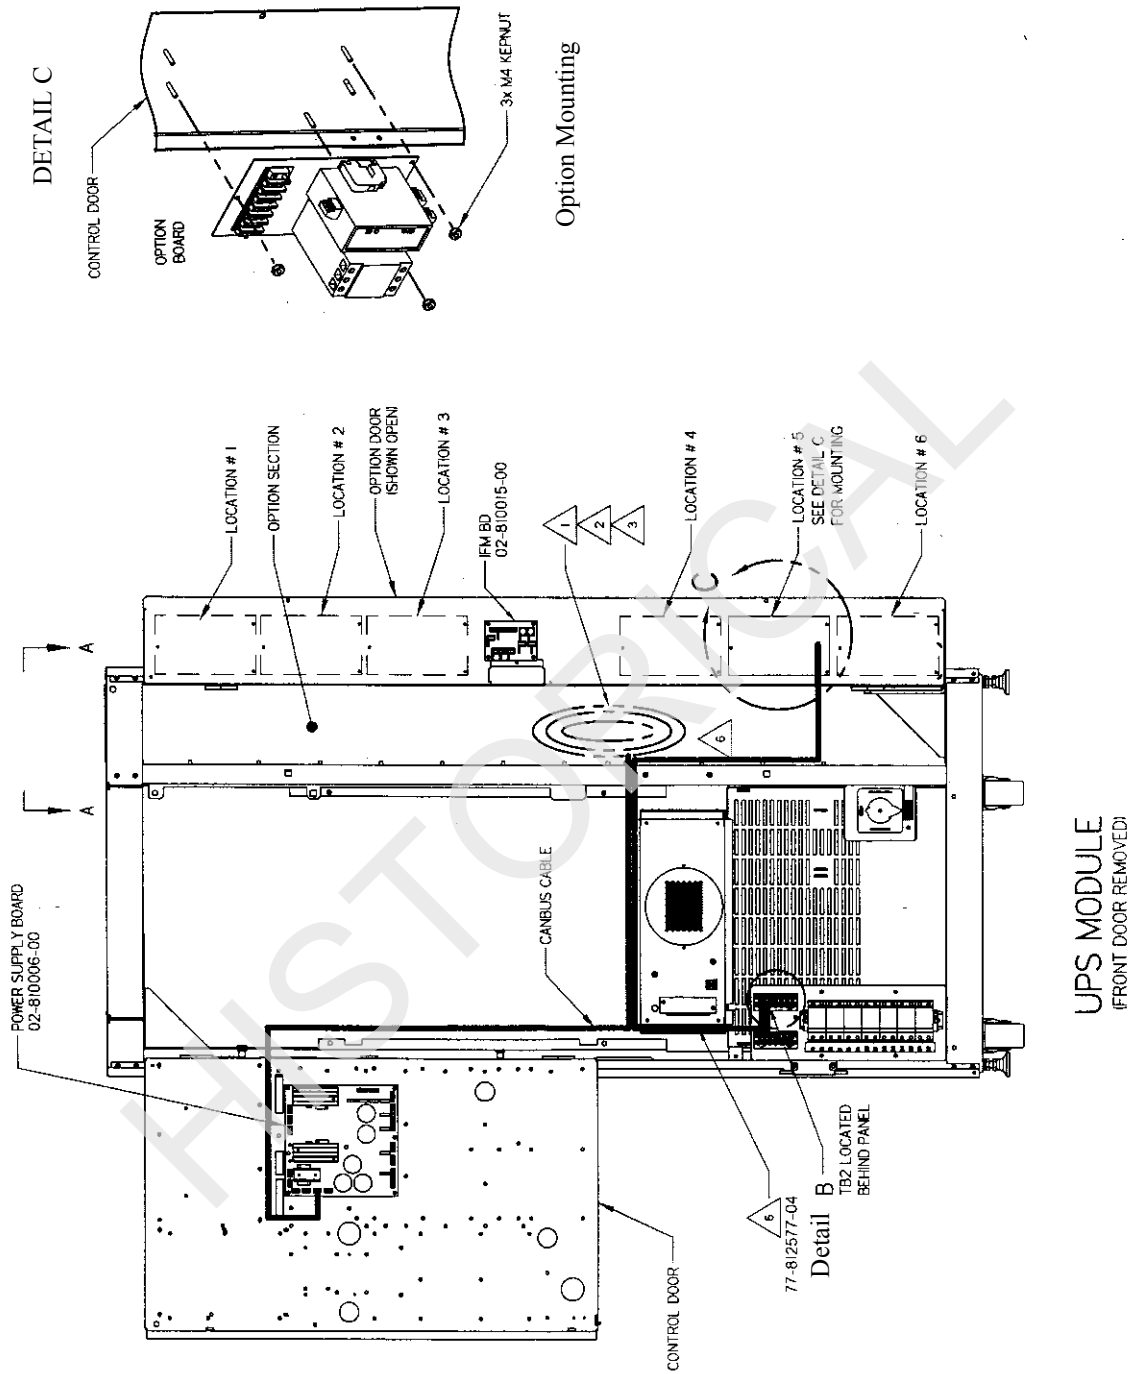 DETAIL C
CONTROL DOOR
OPTION
BOARD
3x M4 KEPNUT
Option Mounting
A
A
LOCATION # 1
OPTION SECTION
LOCATION # 2
OPTION DOOR
(SHOWN OPEN)
LOCATION # 3
IFM BD
02-810015-00
1
2
3
LOCATION # 4
C
LOCATION # 5
SEE DETAIL C
FOR MOUNTING
LOCATION # 6
6
POWER SUPPLY BOARD
02-810006-00
CANBUS CABLE
CONTROL DOOR
6
77-812577-04
Detail B
TB2 LOCATED
BEHIND PANEL
UPS MODULE
(FRONT DOOR REMOVED)
HISTORICAL